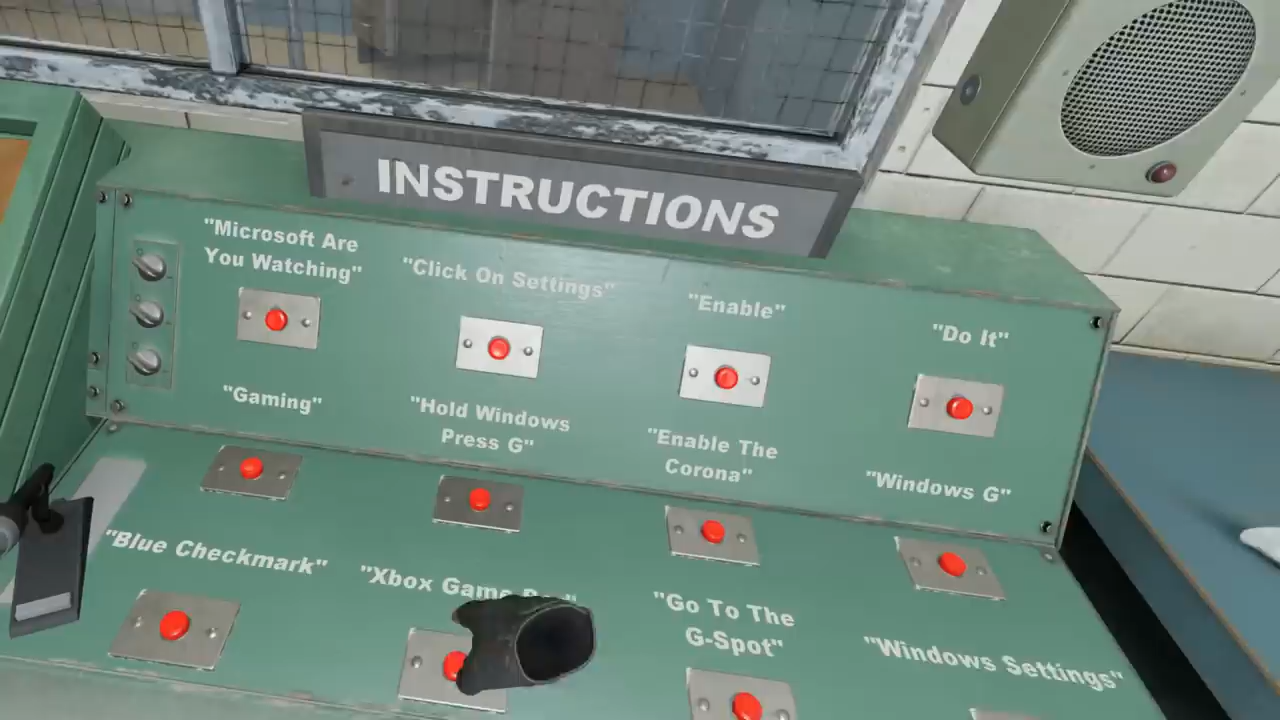 INSTRUCTIONS
"Microsoft Are
You Watching"
"Click On Settings"
"Enable"
"Do It"
"Gaming"
"Hold Windows
Press G"
"Enable The
Corona"
"Windows G"
"Blue Checkmark"
"Xbox Game
"Go To The
G-Spot"
"Windows Settings"